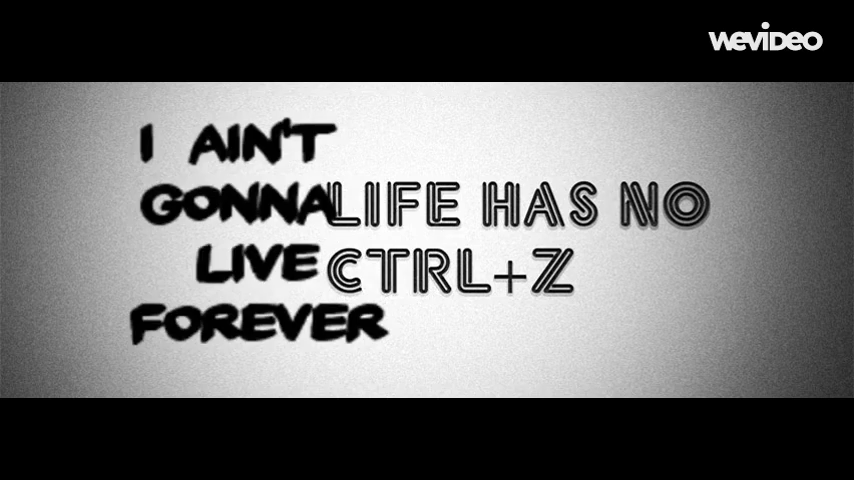 WEVIDEO
I AIN'T
GONNA
LIVE
FOREVER
LIFE HAS NO
CTRL+Z